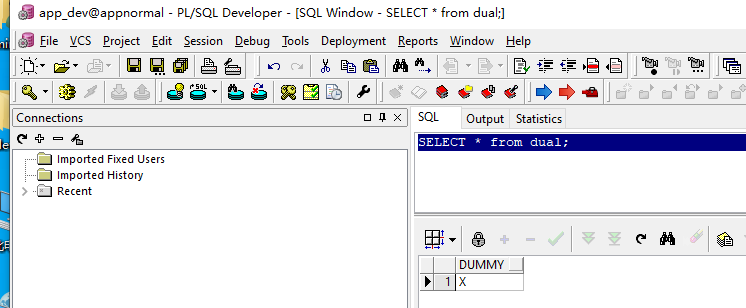 app_dev@appnormal - PL/SQL Developer - [SQL Window - SELECT * from dual;]
File VCS Project Edit Session Debug Tools Deployment Reports Window Help
Connections
SQL Output Statistics
SELECT * from dual;
Imported Fixed Users
Imported History
Recent
DUMMY
1 X